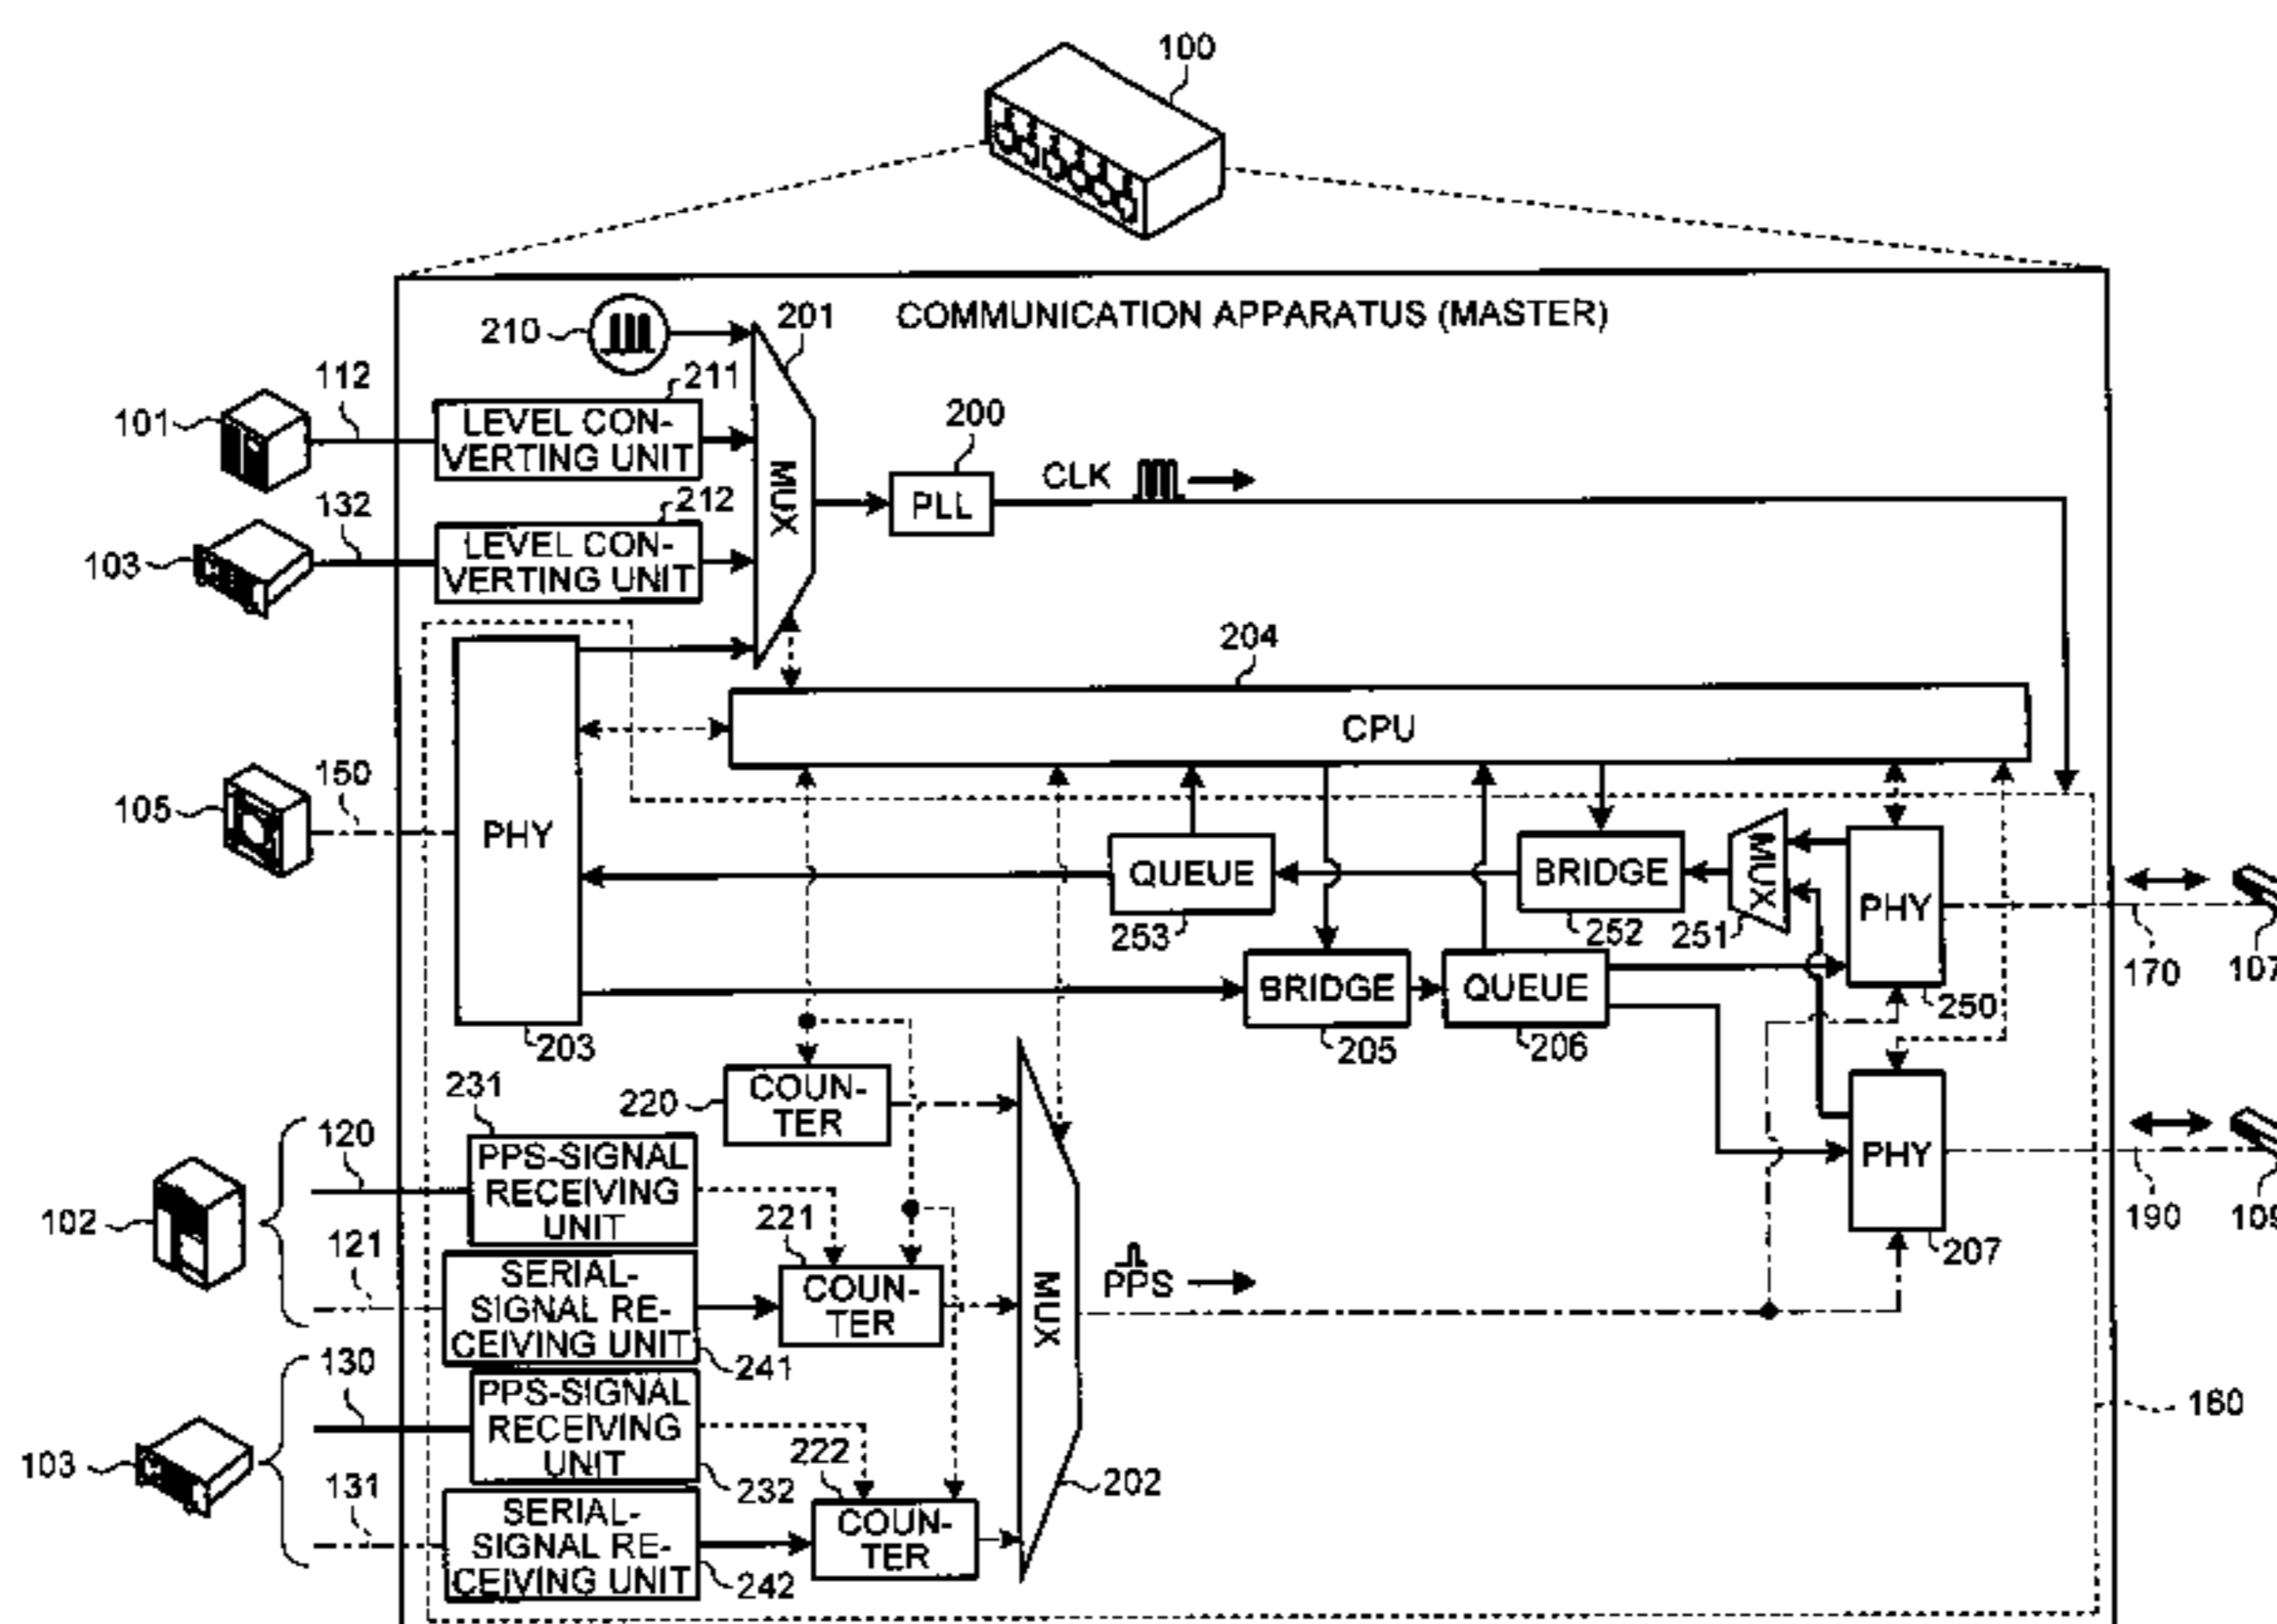 100
COMMUNICATION APPARATUS (MASTER)
210
201
101
112
211
LEVEL CON-
VERTING UNIT
MUX
200
PLL
CLK
103
132
212
LEVEL CON-
VERTING UNIT
204
CPU
105
150
PHY
203
QUEUE
253
BRIDGE
252
MUX
251
PHY
250
170
107
BRIDGE
205
QUEUE
206
220
COUN-
TER
231
PPS-SIGNAL
RECEIVING
UNIT
102
120
121
221
COUN-
TER
SERIAL-
SIGNAL RE-
CEIVING UNIT
241
MUX
202
PPS
PHY
207
190
109
103
130
131
PPS-SIGNAL
RECEIVING
UNIT
232
222
COUN-
TER
SERIAL-
SIGNAL RE-
CEIVING UNIT
242
160